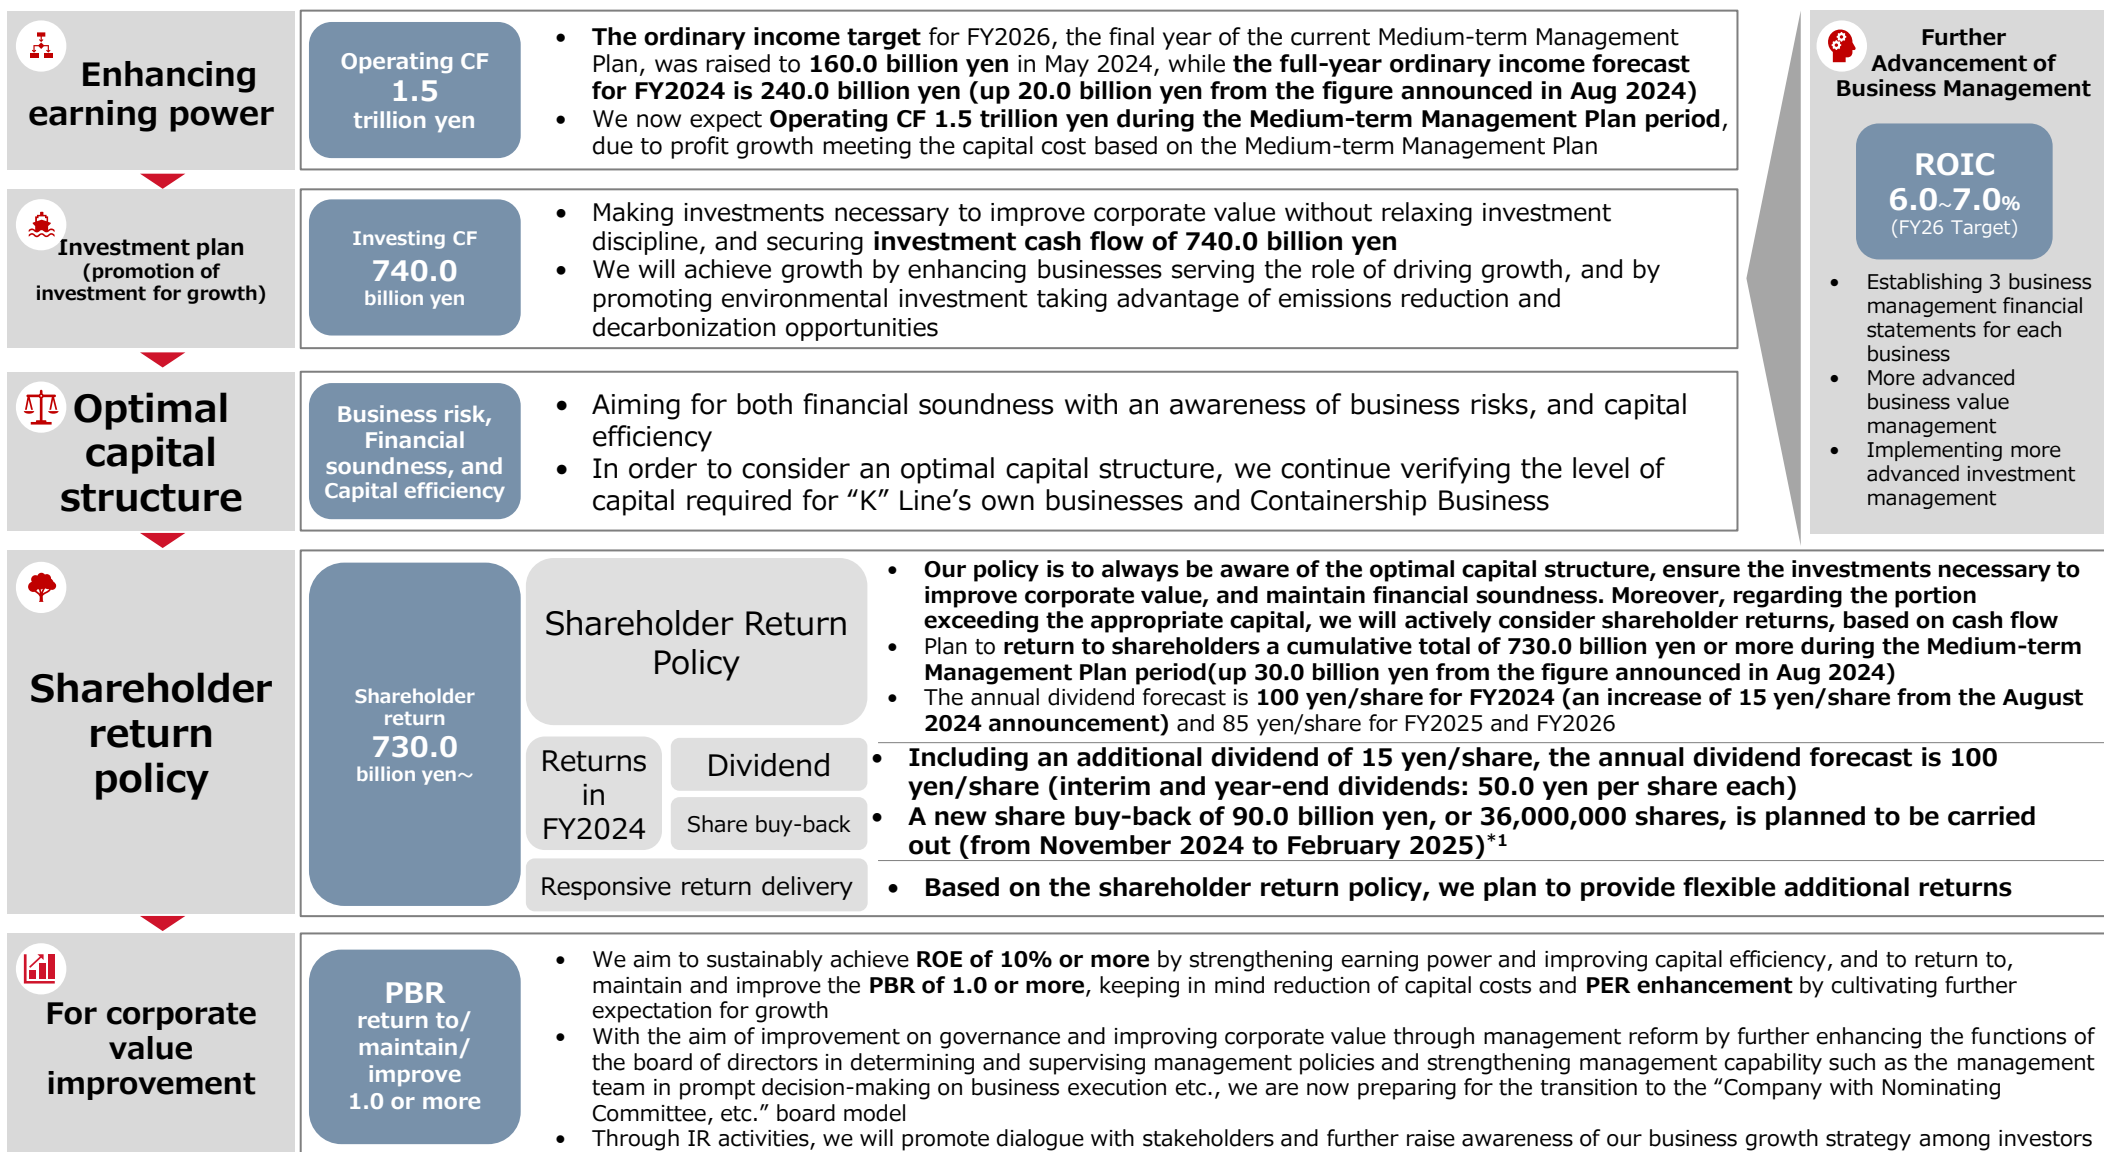 Enhancing
earning power
Operating CF
1.5
trillion yen
• The ordinary income target for FY2026, the final year of the current Medium-term Management
Plan, was raised to 160.0 billion yen in May 2024, while the full-year ordinary income forecast
for FY2024 is 240.0 billion yen (up 20.0 billion yen from the figure announced in Aug 2024)
• We now expect Operating CF 1.5 trillion yen during the Medium-term Management Plan period,
due to profit growth meeting the capital cost based on the Medium-term Management Plan
Investment plan
(promotion of
investment for growth)
Investing CF
740.0
billion yen
• Making investments necessary to improve corporate value without relaxing investment
discipline, and securing investment cash flow of 740.0 billion yen
• We will achieve growth by enhancing businesses serving the role of driving growth, and by
promoting environmental investment taking advantage of emissions reduction and
decarbonization opportunities
Optimal
capital
structure
Business risk,
Financial
soundness, and
Capital efficiency
• Aiming for both financial soundness with an awareness of business risks, and capital
efficiency
• In order to consider an optimal capital structure, we continue verifying the level of
capital required for “K” Line’s own businesses and Containership Business
Further
Advancement of
Business Management
ROIC
6.0~7.0%
(FY26 Target)
• Establishing 3 business
management financial
statements for each
business
• More advanced
business value
management
• Implementing more
advanced investment
management
Shareholder
return
policy
Shareholder
return
730.0
billion yen~
Shareholder Return
Policy
• Our policy is to always be aware of the optimal capital structure, ensure the investments necessary to
improve corporate value, and maintain financial soundness. Moreover, regarding the portion
exceeding the appropriate capital, we will actively consider shareholder returns, based on cash flow
• Plan to return to shareholders a cumulative total of 730.0 billion yen or more during the Medium-term
Management Plan period(up 30.0 billion yen from the figure announced in Aug 2024)
• The annual dividend forecast is 100 yen/share for FY2024 (an increase of 15 yen/share from the August
2024 announcement) and 85 yen/share for FY2025 and FY2026
Returns
in
FY2024
Dividend
• Including an additional dividend of 15 yen/share, the annual dividend forecast is 100
yen/share (interim and year-end dividends: 50.0 yen per share each)
Share buy-back
• A new share buy-back of 90.0 billion yen, or 36,000,000 shares, is planned to be carried
out (from November 2024 to February 2025)*1
Responsive return delivery
• Based on the shareholder return policy, we plan to provide flexible additional returns
For corporate
value
improvement
PBR
return to/
maintain/
improve
1.0 or more
• We aim to sustainably achieve ROE of 10% or more by strengthening earning power and improving capital efficiency, and to return to,
maintain and improve the PBR of 1.0 or more, keeping in mind reduction of capital costs and PER enhancement by cultivating further
expectation for growth
• With the aim of improvement on governance and improving corporate value through management reform by further enhancing the functions of
the board of directors in determining and supervising management policies and strengthening management capability such as the management
team in prompt decision-making on business execution etc., we are now preparing for the transition to the “Company with Nominating
Committee, etc.” board model
• Through IR activities, we will promote dialogue with stakeholders and further raise awareness of our business growth strategy among investors